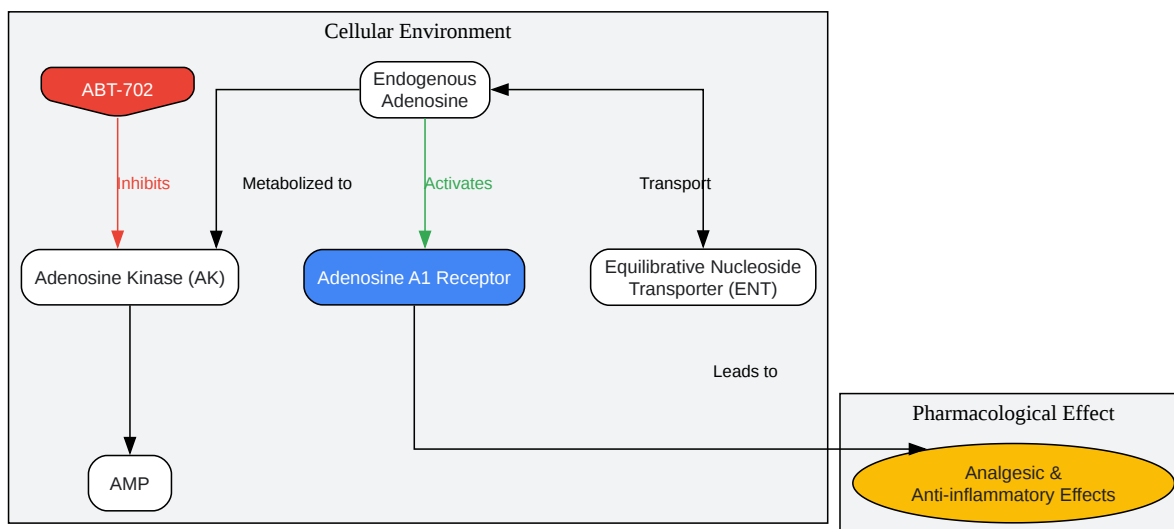 Cellular Environment
ABT-702
Endogenous
Adenosine
Inhibits
Metabolized to
Activates
Transport
Adenosine Kinase (AK)
Adenosine A1 Receptor
Equilibrative Nucleoside
Transporter (ENT)
Leads to
Pharmacological Effect
AMP
Analgesic &
Anti-inflammatory Effects